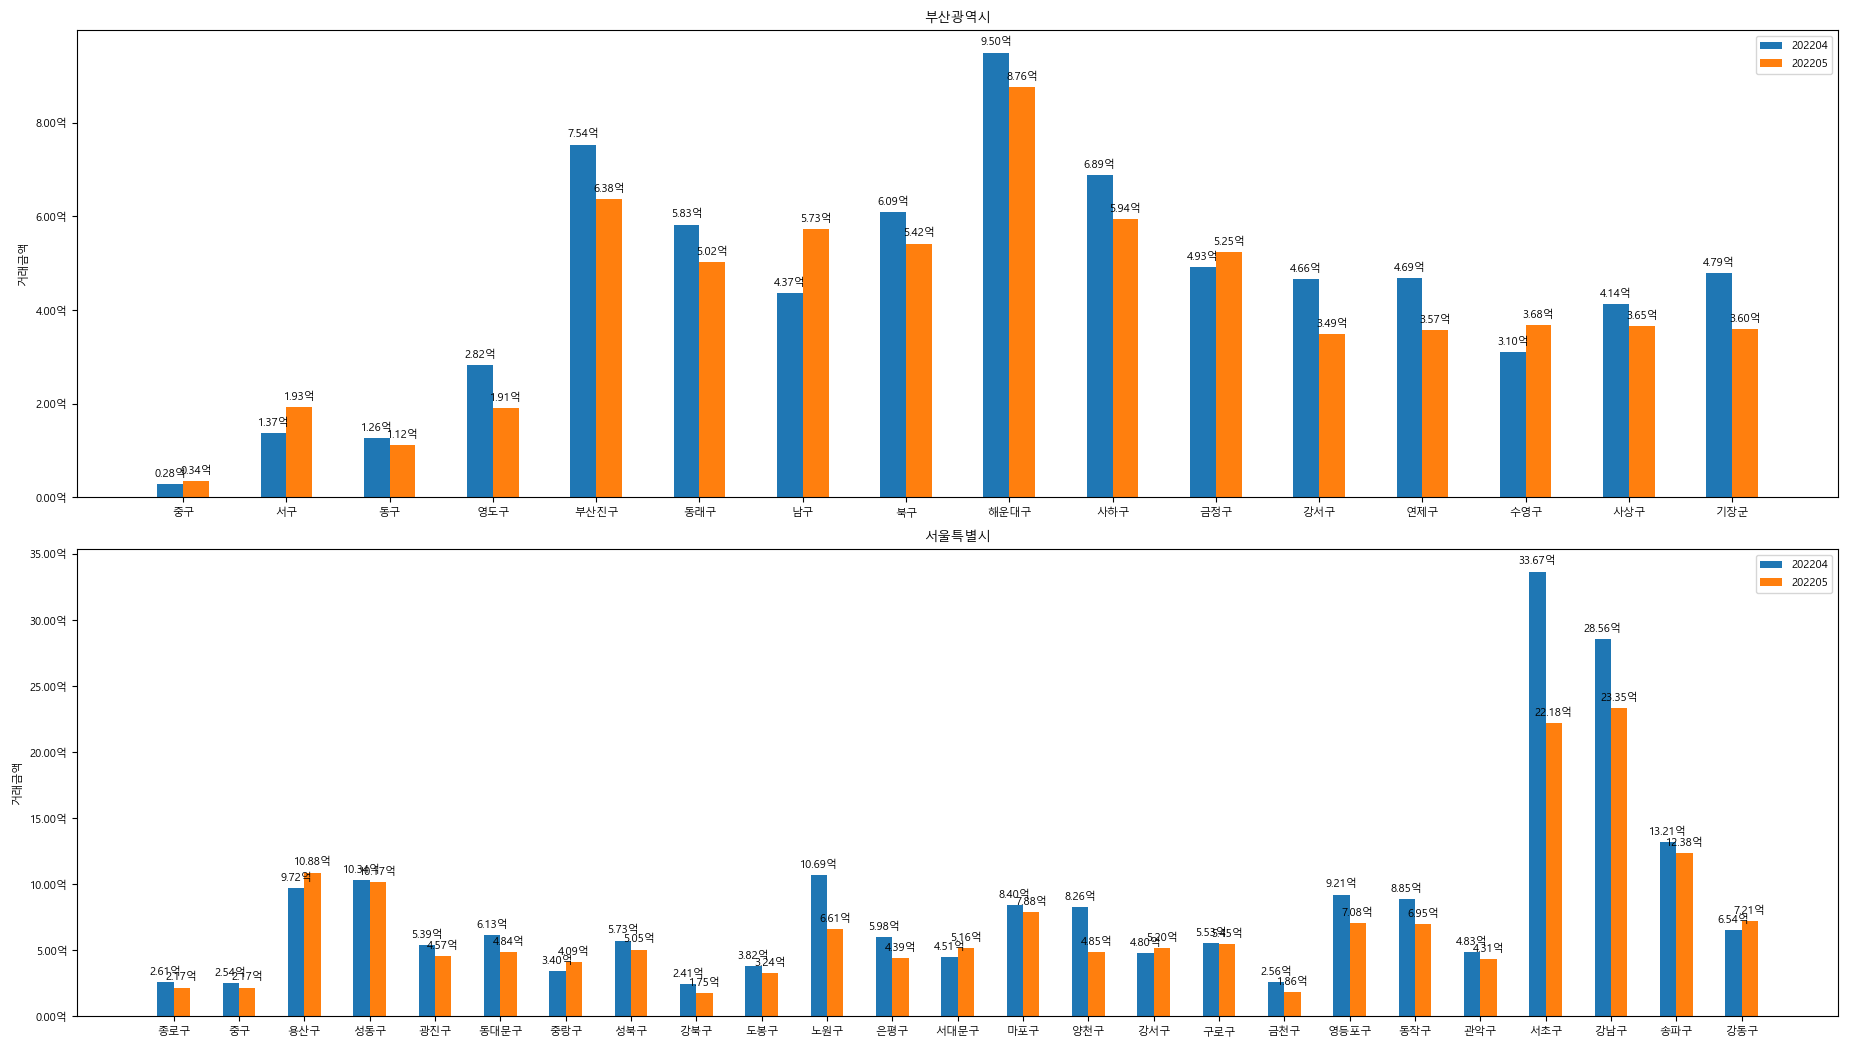 부산광역시
202204
202205
거래금액
8.00억
6.00억
4.00억
2.00억
0.00억
0.28억 0.34억
1.37억 1.93억
1.26억 1.12억
2.82억 1.91억
7.54억 6.38억
5.83억 5.02억
4.37억 5.73억
6.09억 5.42억
9.50억 8.76억
6.89억 5.94억
4.93억 5.25억
4.66억 3.49억
4.69억 3.57억
3.10억 3.68억
4.14억 3.65억
4.79억 3.60억
중구 서구 동구 영도구 부산진구 동래구 남구 북구 해운대구 사하구 금정구 강서구 연제구 수영구 사상구 기장군
서울특별시
202204
202205
거래금액
35.00억
30.00억
25.00억
20.00억
15.00억
10.00억
5.00억
0.00억
2.61억 2.17억
2.54억 2.17억
9.72억 10.88억
10.34억 10.17억
5.39억 4.57억
6.13억 4.84억
3.40억 4.09억
5.73억 5.05억
2.41억 1.75억
3.82억 3.24억
10.69억 6.61억
5.98억 4.39억
4.51억 5.16억
8.40억 7.88억
8.26억 4.85억
4.80억 5.20억
5.53억 5.45억
2.56억 1.86억
9.21억 7.08억
8.85억 6.95억
4.83억 4.31억
33.67억 22.18억
28.56억 23.35억
13.21억 12.38억
6.54억 7.21억
종로구 중구 용산구 성동구 광진구 동대문구 중랑구 성북구 강북구 도봉구 노원구 은평구 서대문구 마포구 양천구 강서구 구로구 금천구 영등포구 동작구 관악구 서초구 강남구 송파구 강동구